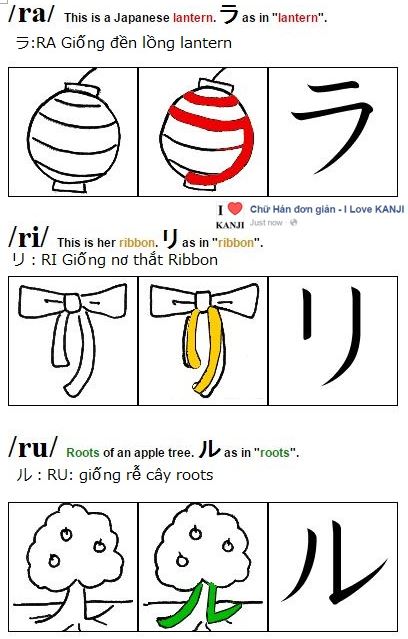 /ra/ This is a Japanese lantern. ラ as in "lantern".
ラ:RA Giống đền lồng lantern
ラ
I ❤ KANJI
Chữ Hán đơn giản - I Love KANJI
Just now
/ri/ This is her ribbon. リ as in "ribbon".
リ : RI Giống nơ thắt Ribbon
リ
/ru/ Roots of an apple tree. ル as in "roots".
ル : RU: giống rễ cây roots
ル